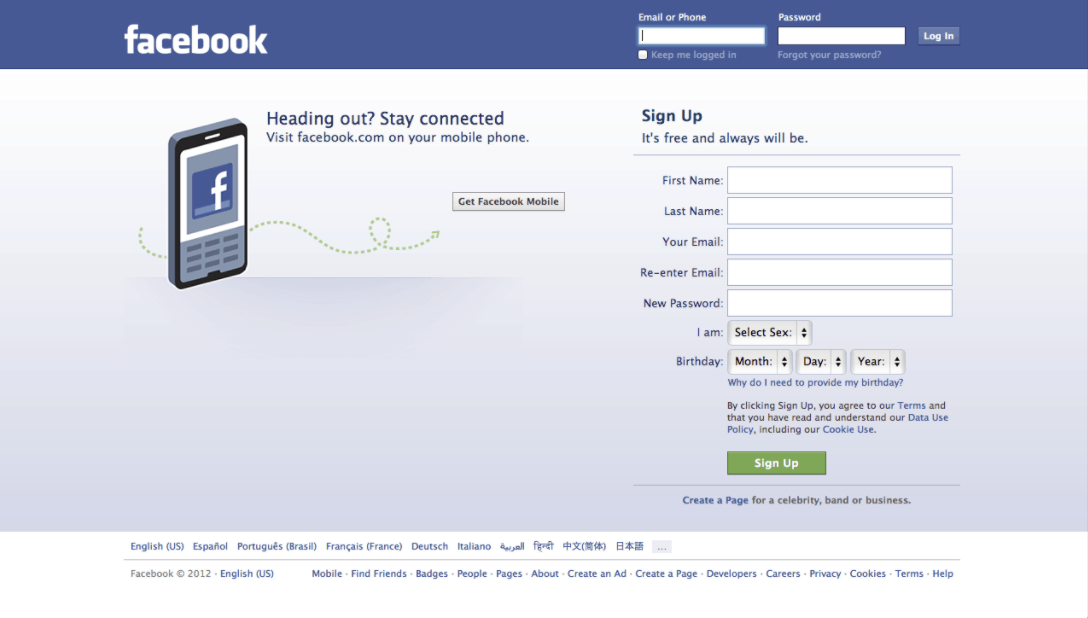 facebook
Email or Phone
Password
Log In
Keep me logged in
Forgot your password?
Heading out? Stay connected
Visit facebook.com on your mobile phone.
f
Get Facebook Mobile
Sign Up
It's free and always will be.
First Name:
Last Name:
Your Email:
Re-enter Email:
New Password:
I am: Select Sex:
Birthday: Month: Day: Year:
Why do I need to provide my birthday?
By clicking Sign Up, you agree to our Terms and
that you have read and understand our Data Use
Policy, including our Cookie Use.
Sign Up
Create a Page for a celebrity, band or business.
English (US) Español Português (Brasil) Français (France) Deutsch Italiano العربية हिन्दी 中文(简体) 日本語 ...
Facebook © 2012 · English (US)
Mobile · Find Friends · Badges · People · Pages · About · Create an Ad · Create a Page · Developers · Careers · Privacy · Cookies · Terms · Help